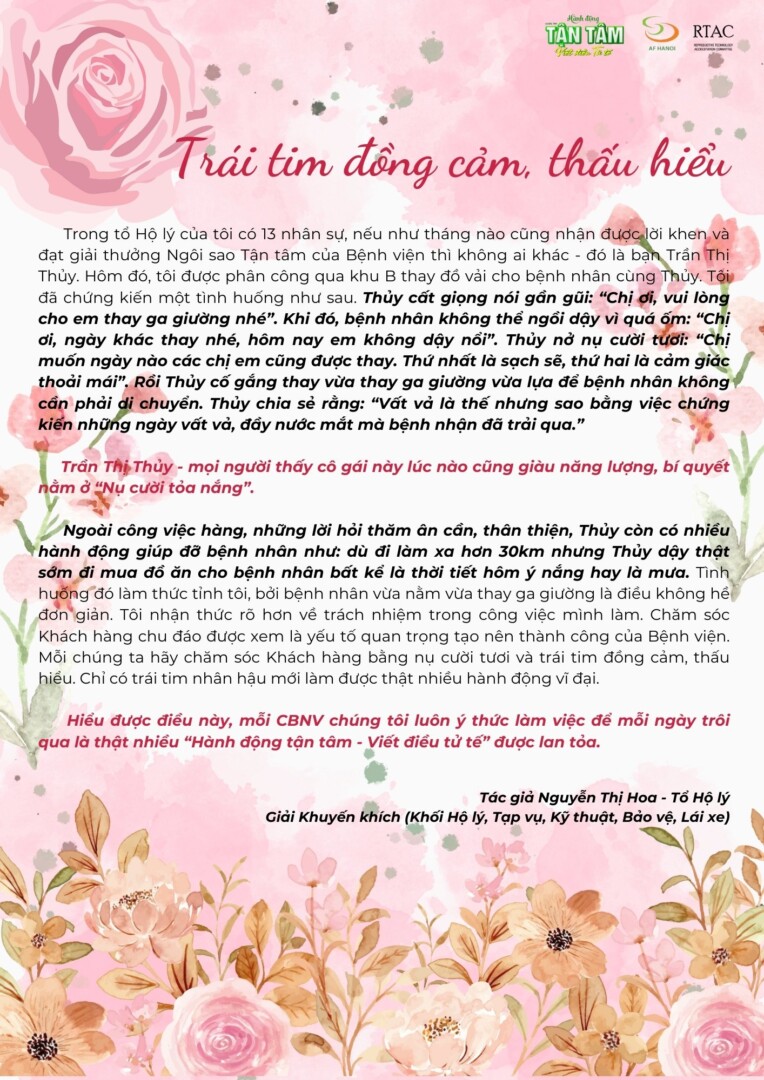 Hành động
TẬN TÂM
AF HANOI
RTAC
REPRODUCTIVE TECHNOLOGY
ACCREDITATION COMMITTEE
Trái tim đồng cảm, thấu hiểu
Trong tổ Hộ lý của tôi có 13 nhân sự, nếu như tháng nào cũng nhận được lời khen và
đạt giải thưởng Ngôi sao Tận tâm của Bệnh viện thì không ai khác - đó là bạn Trần Thị
Thủy. Hôm đó, tôi được phân công qua khu B thay đồ vải cho bệnh nhân cùng Thủy. Tôi
đã chứng kiến một tình huống như sau. Thủy cất giọng nói gần gũi: “Chị ơi, vui lòng
cho em thay ga giường nhé”. Khi đó, bệnh nhân không thể ngồi dậy vì quá ốm: “Chị
ơi, ngày khác thay nhé, hôm nay em không dậy nổi”. Thủy nở nụ cười tươi: “Chị
muốn ngày nào các chị em cũng được thay. Thứ nhất là sạch sẽ, thứ hai là cảm giác
thoải mái”. Rồi Thủy cố gắng thay vừa thay ga giường vừa lựa để bệnh nhân không
cần phải di chuyển. Thủy chia sẻ rằng: “Vất vả là thế nhưng sao bằng việc chứng
kiến những ngày vất vả, đầy nước mắt mà bệnh nhận đã trải qua.”
Trần Thị Thủy - mọi người thấy cô gái này lúc nào cũng giàu năng lượng, bí quyết
nằm ở “Nụ cười tỏa nắng”.
Ngoài công việc hàng, những lời hỏi thăm ân cần, thân thiện, Thủy còn có nhiều
hành động giúp đỡ bệnh nhân như: dù đi làm xa hơn 30km nhưng Thủy dậy thật
sớm đi mua đồ ăn cho bệnh nhân bất kể là thời tiết hôm ý nắng hay là mưa. Tình
huống đó làm thức tỉnh tôi, bởi bệnh nhân vừa nằm vừa thay ga giường là điều không hề
đơn giản. Tôi nhận thức rõ hơn về trách nhiệm trong công việc mình làm. Chăm sóc
Khách hàng chu đáo được xem là yếu tố quan trọng tạo nên thành công của Bệnh viện.
Mỗi chúng ta hãy chăm sóc Khách hàng bằng nụ cười tươi và trái tim đồng cảm, thấu
hiểu. Chỉ có trái tim nhân hậu mới làm được thật nhiều hành động vĩ đại.
Hiểu được điều này, mỗi CBNV chúng tôi luôn ý thức làm việc để mỗi ngày trôi
qua là thật nhiều “Hành động tận tâm - Viết điều tử tế” được lan tỏa.
Tác giả Nguyễn Thị Hoa - Tổ Hộ lý
Giải Khuyến khích (Khối Hộ lý, Tạp vụ, Kỹ thuật, Bảo vệ, Lái xe)